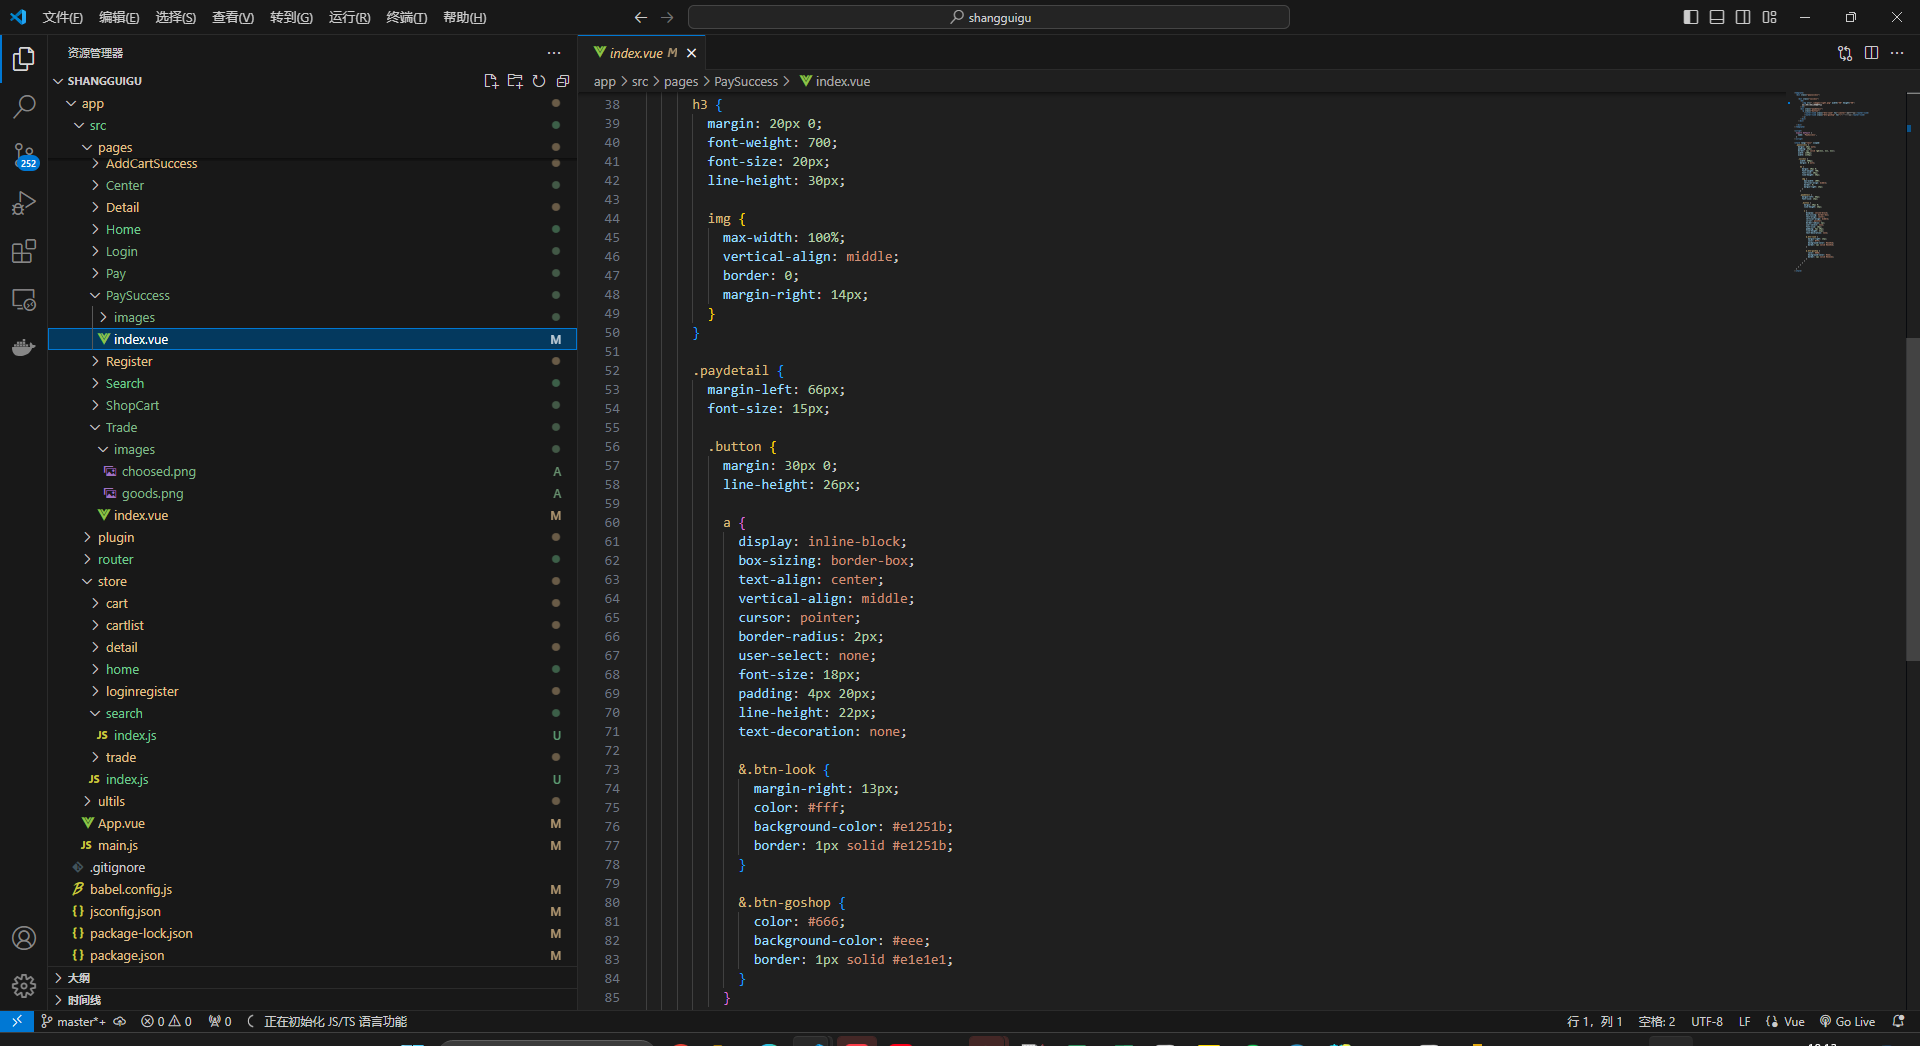 文件(F) 编辑(E) 选择(S) 查看(V) 转到(G) 运行(R) 终端(T) 帮助(H) shangguigu
资源管理器
SHANGGUIGU
app
src
pages
AddCartSuccess
Center
Detail
Home
Login
Pay
PaySuccess
images
index.vue M
Register
Search
ShopCart
Trade
images
choosed.png A
goods.png A
index.vue M
plugin
router
store
cart
cartlist
detail
home
loginregister
search
JS index.js U
trade
JS index.js U
ultils
App.vue M
JS main.js M
.gitignore
babel.config.js M
{} jsconfig.json M
{} package-lock.json M
{} package.json M
大纲
时间线
252
index.vue M
app > src > pages > PaySuccess > index.vue
38 h3 {
39 margin: 20px 0;
40 font-weight: 700;
41 font-size: 20px;
42 line-height: 30px;
43
44 img {
45 max-width: 100%;
46 vertical-align: middle;
47 border: 0;
48 margin-right: 14px;
49 }
50 }
51
52 .paydetail {
53 margin-left: 66px;
54 font-size: 15px;
55
56 .button {
57 margin: 30px 0;
58 line-height: 26px;
59
60 a {
61 display: inline-block;
62 box-sizing: border-box;
63 text-align: center;
64 vertical-align: middle;
65 cursor: pointer;
66 border-radius: 2px;
67 user-select: none;
68 font-size: 18px;
69 padding: 4px 20px;
70 line-height: 22px;
71 text-decoration: none;
72
73 &.btn-look {
74 margin-right: 13px;
75 color: #fff;
76 background-color: #e1251b;
77 border: 1px solid #e1251b;
78 }
79
80 &.btn-goshop {
81 color: #666;
82 background-color: #eee;
83 border: 1px solid #e1e1e1;
84 }
85 }
master*+ 0 0 0 正在初始化 JS/TS 语言功能 行 1，列 1 空格: 2 UTF-8 LF Vue Go Live